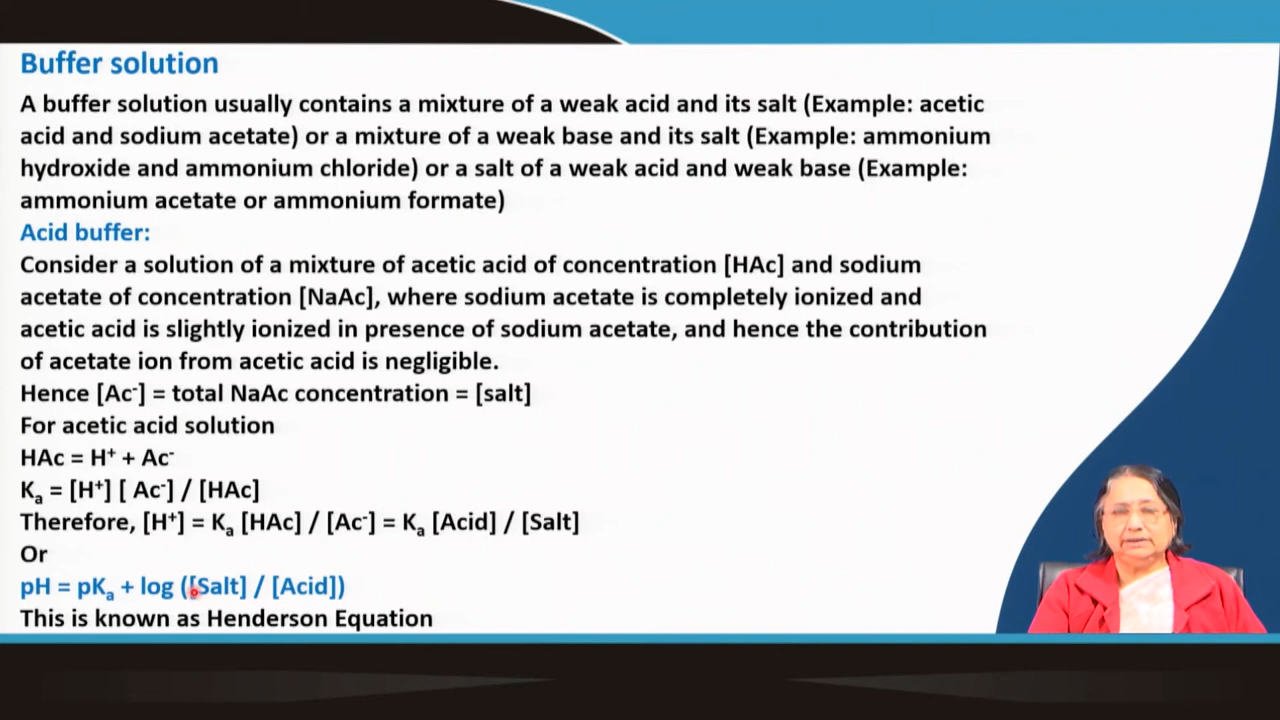 Buffer solution
A buffer solution usually contains a mixture of a weak acid and its salt (Example: acetic
acid and sodium acetate) or a mixture of a weak base and its salt (Example: ammonium
hydroxide and ammonium chloride) or a salt of a weak acid and weak base (Example:
ammonium acetate or ammonium formate)
Acid buffer:
Consider a solution of a mixture of acetic acid of concentration [HAc] and sodium
acetate of concentration [NaAc], where sodium acetate is completely ionized and
acetic acid is slightly ionized in presence of sodium acetate, and hence the contribution
of acetate ion from acetic acid is negligible.
Hence [Ac⁻] = total NaAc concentration = [salt]
For acetic acid solution
HAc = H⁺ + Ac⁻
Kₐ = [H⁺] [ Ac⁻] / [HAc]
Therefore, [H⁺] = Kₐ [HAc] / [Ac⁻] = Kₐ [Acid] / [Salt]
Or
pH = pKₐ + log ([Salt] / [Acid])
This is known as Henderson Equation